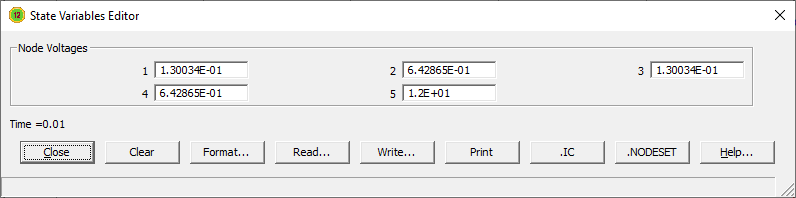 12 State Variables Editor
Node Voltages
1 1.30034E-01 2 6.42865E-01 3 1.30034E-01
4 6.42865E-01 5 1.2E+01
Time =0.01
Close Clear Format... Read... Write... Print .IC .NODESET Help...